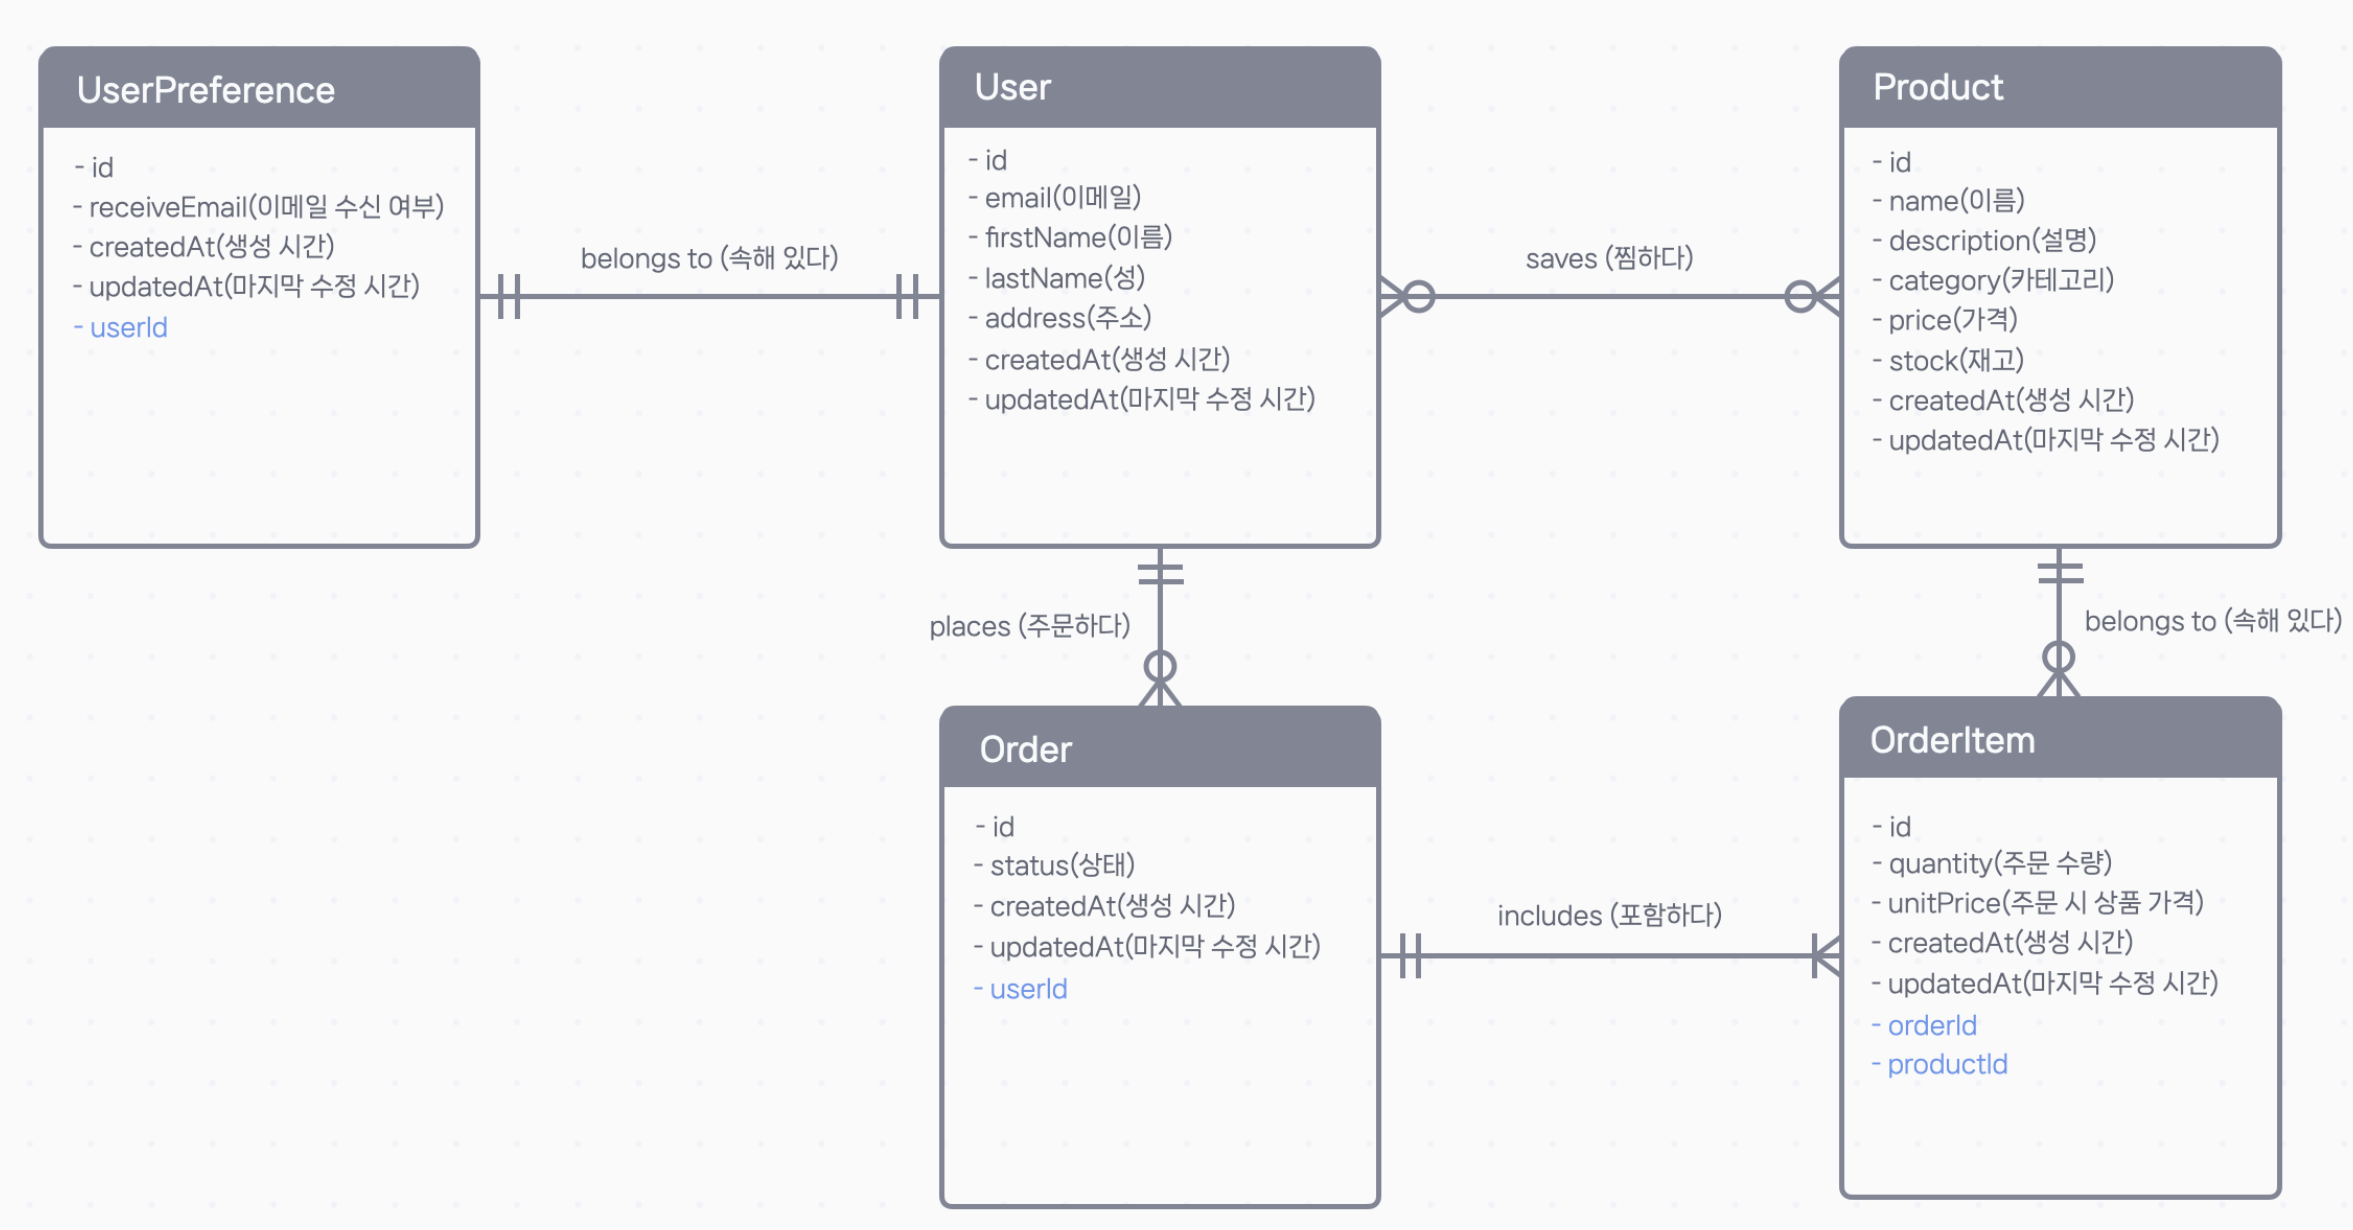 UserPreference
- id
- receiveEmail(이메일 수신 여부)
- createdAt(생성 시간)
- updatedAt(마지막 수정 시간)
- userId
belongs to (속해 있다)
User
- id
- email(이메일)
- firstName(이름)
- lastName(성)
- address(주소)
- createdAt(생성 시간)
- updatedAt(마지막 수정 시간)
saves (찜하다)
Product
- id
- name(이름)
- description(설명)
- category(카테고리)
- price(가격)
- stock(재고)
- createdAt(생성 시간)
- updatedAt(마지막 수정 시간)
places (주문하다)
belongs to (속해 있다)
Order
- id
- status(상태)
- createdAt(생성 시간)
- updatedAt(마지막 수정 시간)
- userId
includes (포함하다)
OrderItem
- id
- quantity(주문 수량)
- unitPrice(주문 시 상품 가격)
- createdAt(생성 시간)
- updatedAt(마지막 수정 시간)
- orderId
- productId